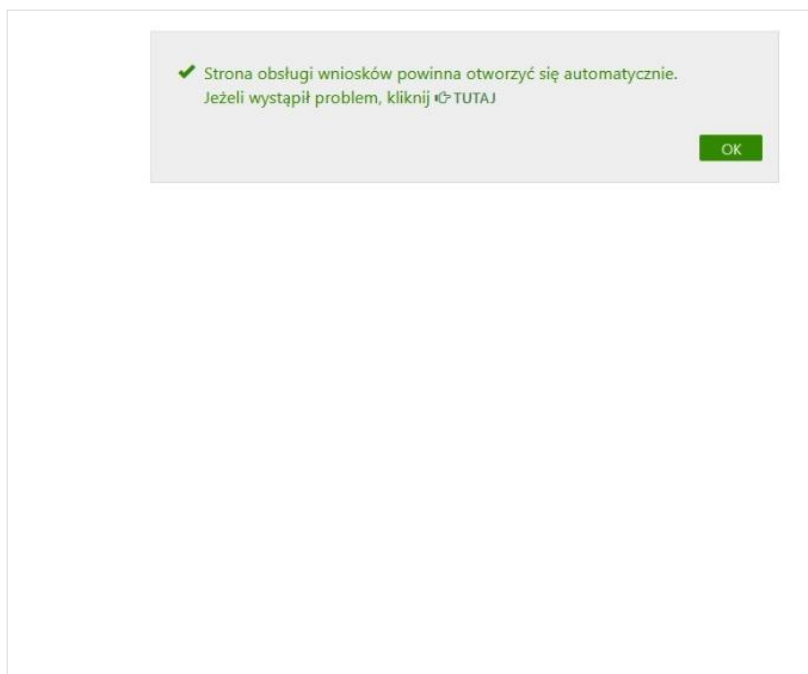 Strona obsługi wniosków powinna otworzyć się automatycznie.
Jeżeli wystąpił problem, kliknij TUTAJ
OK